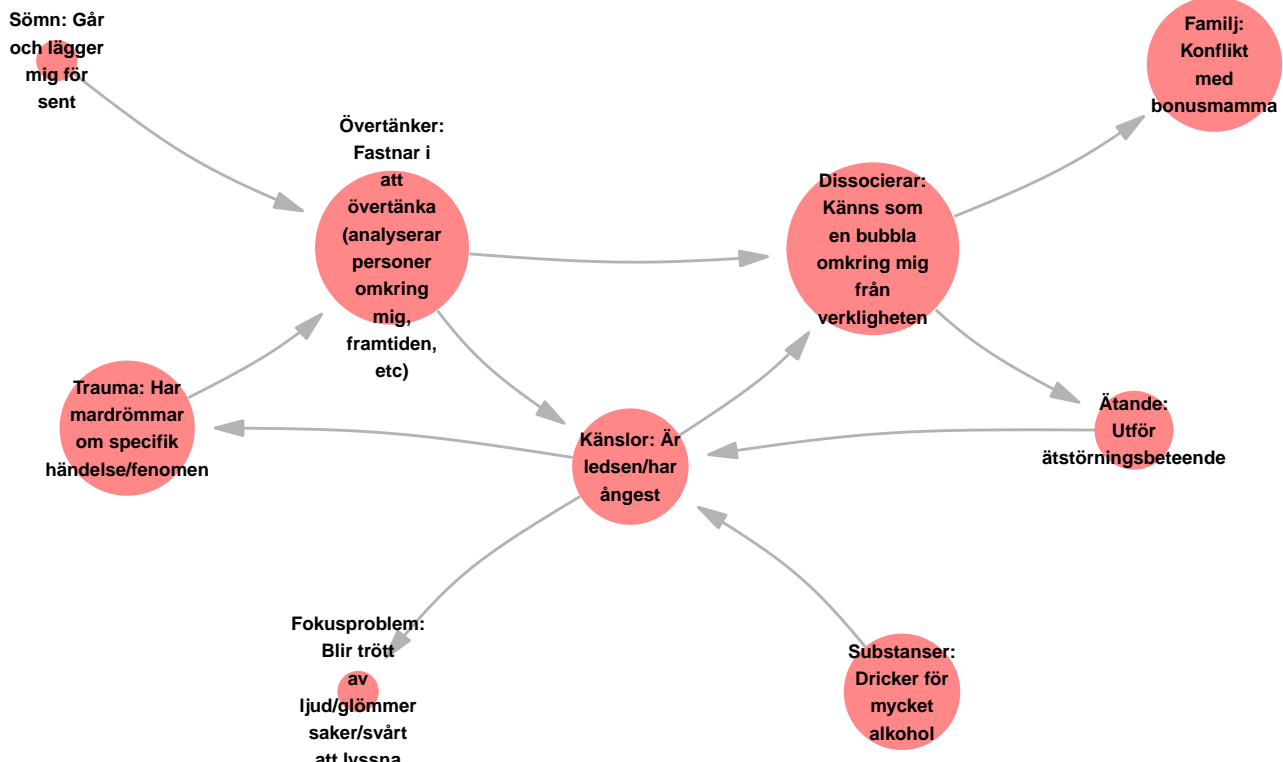 Sömn: Går
och lägger
mig för
sent
Familj:
Konflikt
med
bonusmamma
Övertänker:
Fastnar i
att
övertänka
(analyserar
personer
omkring
mig,
framtiden,
etc)
Dissocierar:
Känns som
en bubbla
omkring mig
från
verkligheten
Trauma: Har
mardrömmar
om specifik
händelse/fenomen
Känslor: Är
ledsen/har
ångest
Ätande:
Utför
ätstörningsbeteende
Fokusproblem:
Blir trött
av
ljud/glömmer
saker/svårt
att lyssna
Substanser:
Dricker för
mycket
alkohol